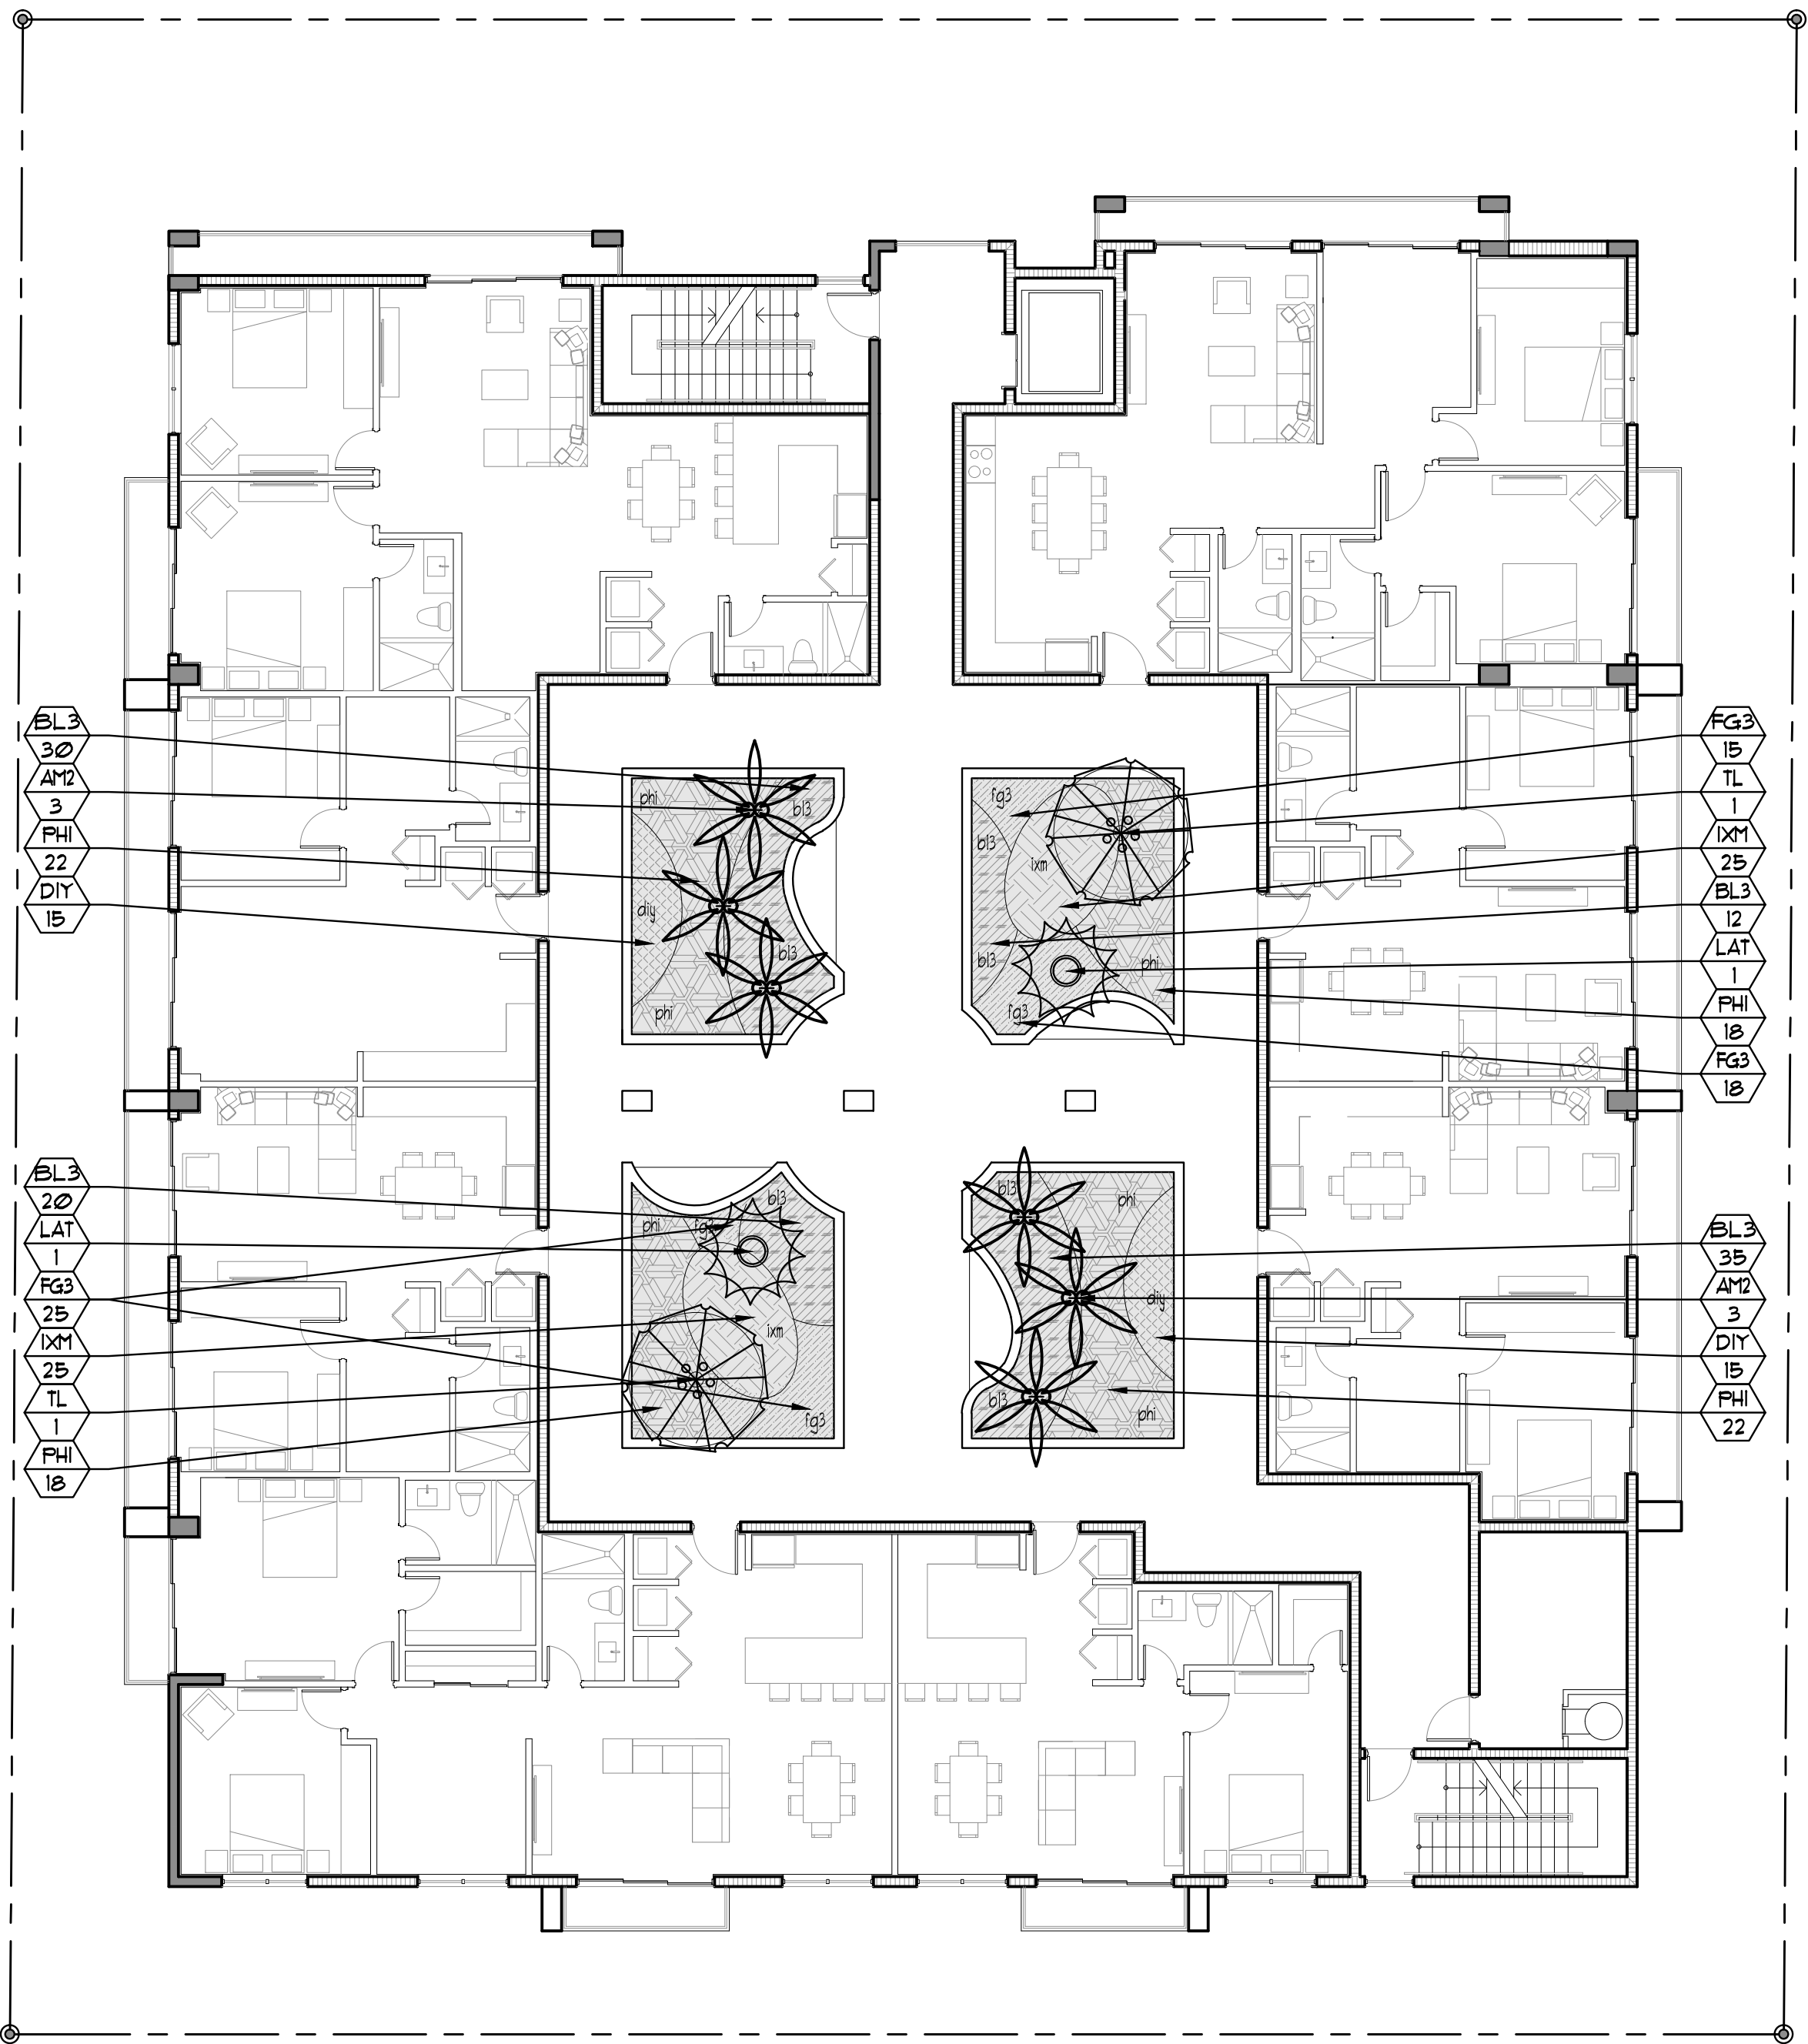 BL3
30
AM2
3
PHI
22
DIY
15
FG3
15
TL
1
IXM
25
BL3
12
LAT
1
PHI
18
FG3
18
phi
bl3
diy
bl3
phi
fg3
bl3
ixm
bl3
phi
fg3
BL3
20
LAT
1
FG3
25
IXM
25
TL
1
PHI
18
BL3
35
AM2
3
DIY
15
PHI
22
phi
fg3
bl3
ixm
fg3
bl3
phi
diy
bl3
phi